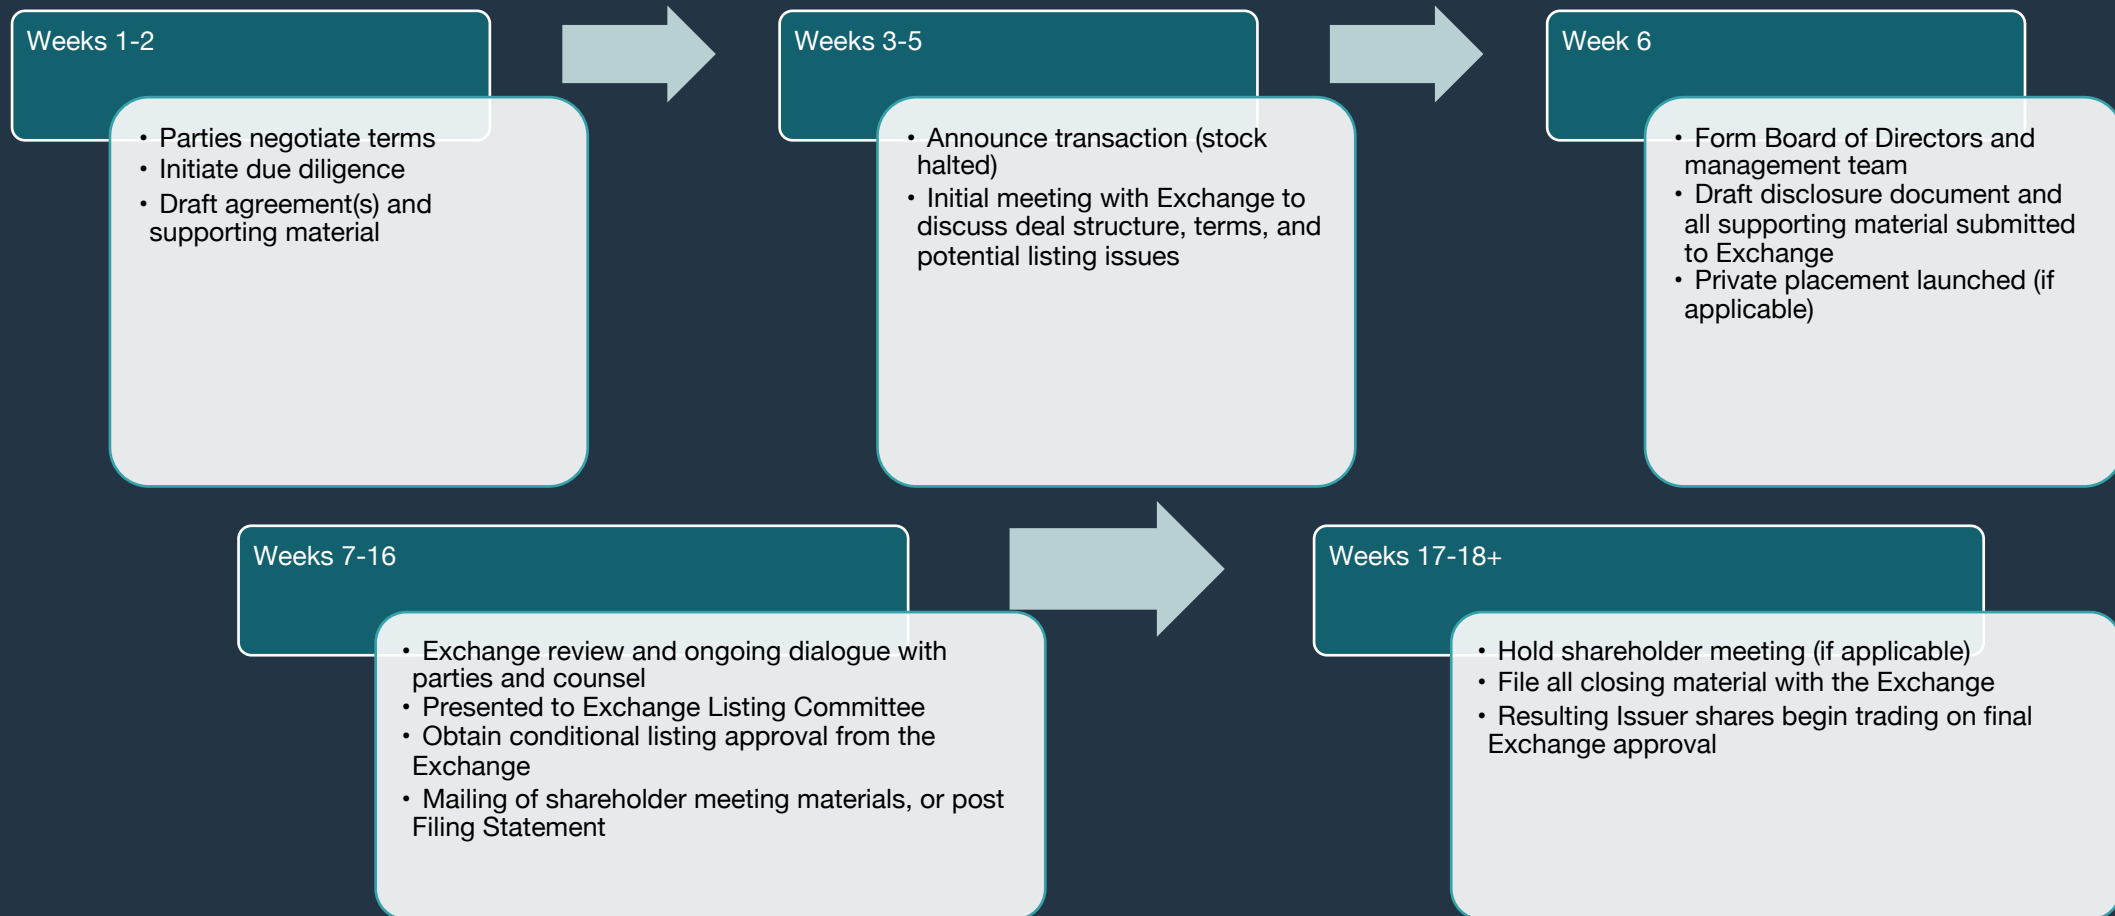 Weeks 1-2
• Parties negotiate terms
• Initiate due diligence
• Draft agreement(s) and
supporting material
Weeks 3-5
• Announce transaction (stock
halted)
• Initial meeting with Exchange to
discuss deal structure, terms, and
potential listing issues
Week 6
• Form Board of Directors and
management team
• Draft disclosure document and
all supporting material submitted
to Exchange
• Private placement launched (if
applicable)
Weeks 7-16
• Exchange review and ongoing dialogue with
parties and counsel
• Presented to Exchange Listing Committee
• Obtain conditional listing approval from the
Exchange
• Mailing of shareholder meeting materials, or post
Filing Statement
Weeks 17-18+
• Hold shareholder meeting (if applicable)
• File all closing material with the Exchange
• Resulting Issuer shares begin trading on final
Exchange approval